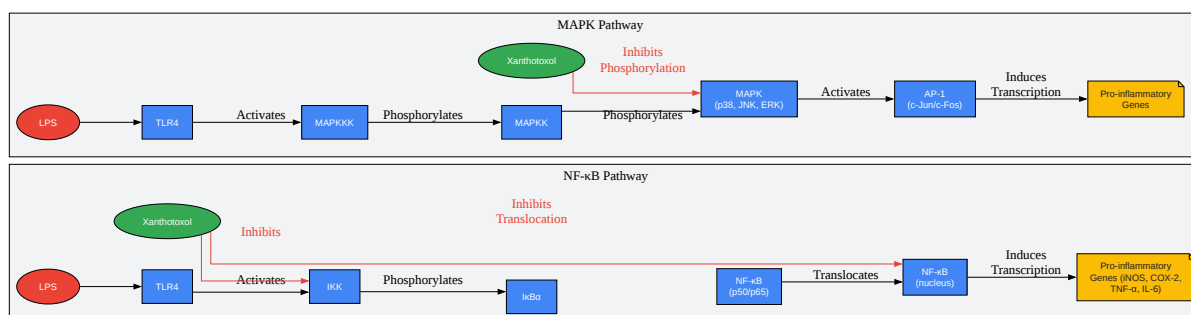 MAPK Pathway
Xanthotoxol
Inhibits
Phosphorylation
LPS
TLR4
Activates
MAPKKK
Phosphorylates
MAPKK
Phosphorylates
MAPK
(p38, JNK, ERK)
Activates
AP-1
(c-Jun/c-Fos)
Induces
Transcription
Pro-inflammatory
Genes
NF-κB Pathway
Xanthotoxol
Inhibits
Inhibits
Translocation
LPS
TLR4
Activates
IKK
Phosphorylates
IκBα
NF-κB
(p50/p65)
Translocates
NF-κB
(nucleus)
Induces
Transcription
Pro-inflammatory
Genes (iNOS, COX-2,
TNF-α, IL-6)